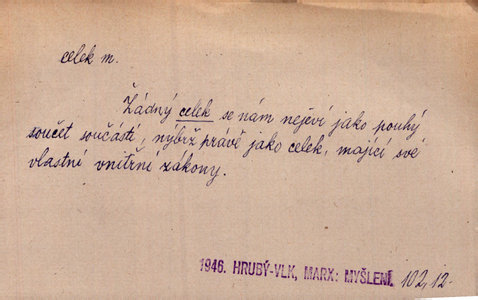 celek m.
Žádný celek se nám nejeví jako pouhý
součet součástí, nýbrž právě jako celek, mající své
vlastní vnitřní zákony.
1946. HRUBÝ-VLK, MARX: MYŠLENÍ. 102,12-